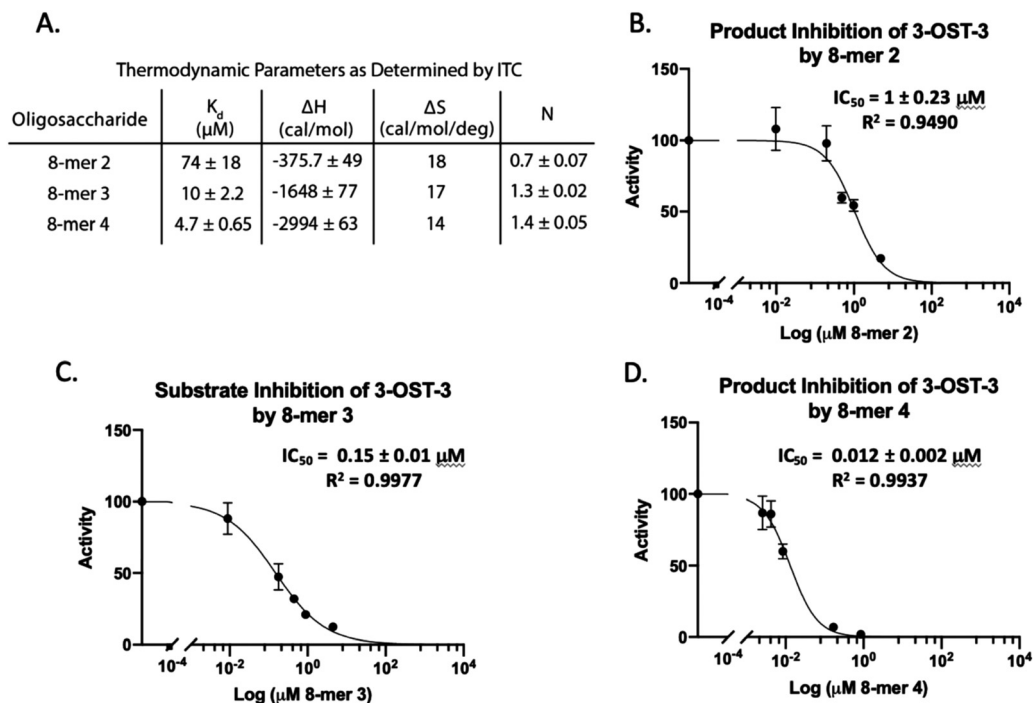 A.
Thermodynamic Parameters as Determined by ITC
Oligosaccharide Kd (μM) ΔH (cal/mol) ΔS (cal/mol/deg) N
8-mer 2 74 ± 18 -375.7 ± 49 18 0.7 ± 0.07
8-mer 3 10 ± 2.2 -1648 ± 77 17 1.3 ± 0.02
8-mer 4 4.7 ± 0.65 -2994 ± 63 14 1.4 ± 0.05
B.
Product Inhibition of 3-OST-3
by 8-mer 2
IC50 = 1 ± 0.23 μM
R2 = 0.9490
Activity
150
100
50
0
10-4 10-2 100 102 104
Log (μM 8-mer 2)
C.
Substrate Inhibition of 3-OST-3
by 8-mer 3
IC50 = 0.15 ± 0.01 μM
R2 = 0.9977
Activity
150
100
50
0
10-4 10-2 100 102 104
Log (μM 8-mer 3)
D.
Product Inhibition of 3-OST-3
by 8-mer 4
IC50 = 0.012 ± 0.002 μM
R2 = 0.9937
Activity
150
100
50
0
10-4 10-2 100 102 104
Log (μM 8-mer 4)